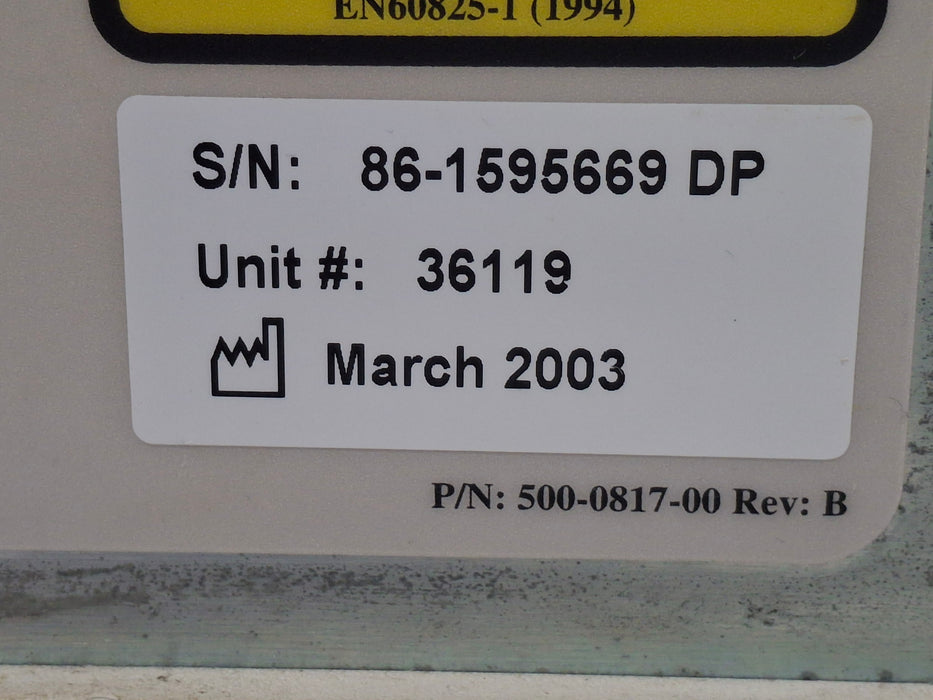 EN60825-1 (1994)
S/N: 86-1595669 DP
Unit #: 36119
March 2003
P/N: 500-0817-00 Rev: B